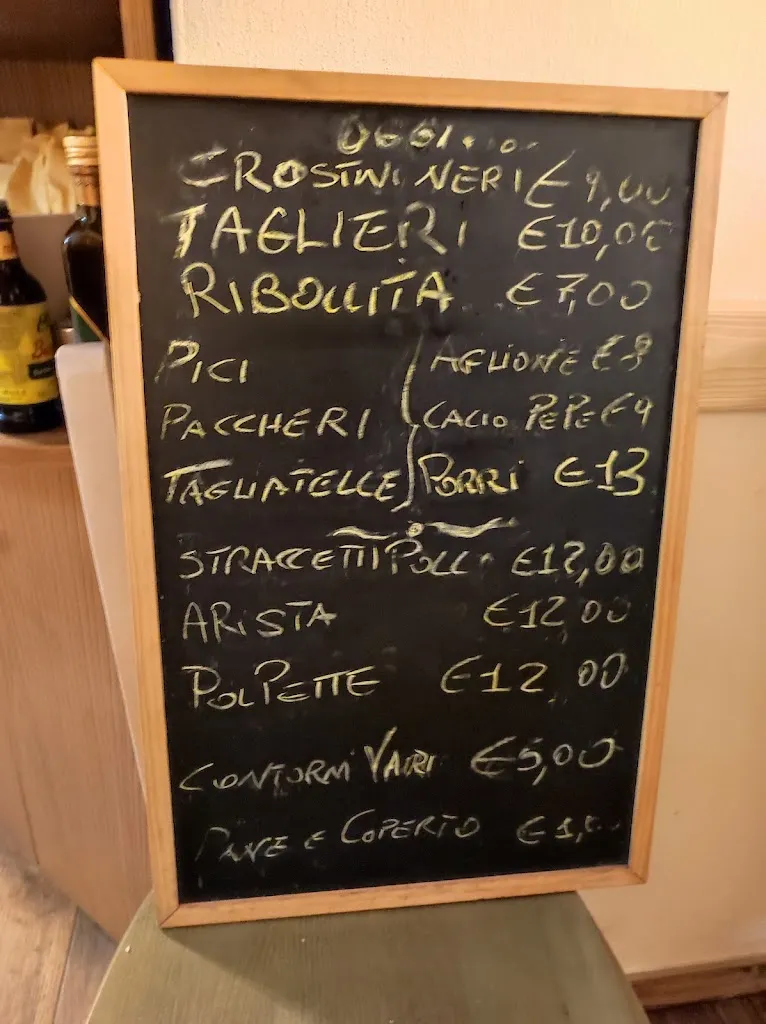 OGGI...
CROSTINI NERI € 9,00
TAGLIERI €10,00
RIBOLLITA €7,00
PICI AGLIONE €8
PACCHERI CACIO PEPE €9
TAGLIATELLE PORRI €13
STRACCETTI POLLO €12,00
ARISTA €12 00
POLPETTE €12 00
CONTORNI VARI €5,00
PANE E COPERTO €1,